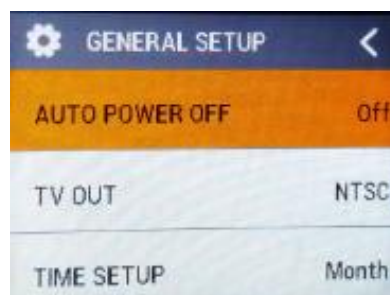 GENERAL SETUP
AUTO POWER OFF Off
TV OUT NTSC
TIME SETUP Month